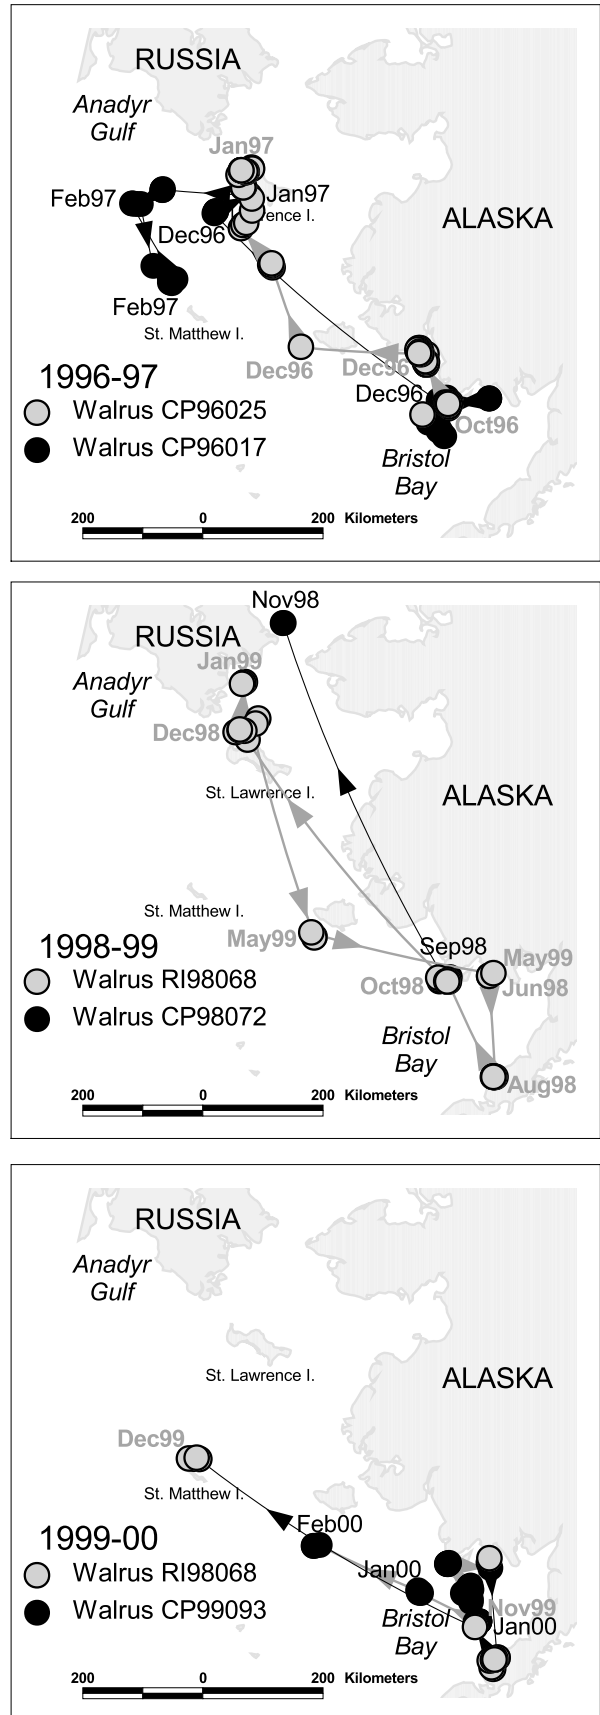 RUSSIA
Anadyr
Gulf
Jan97
Feb97
Jan97
rence I.
ALASKA
Dec96
Feb97
St. Matthew I.
Dec96
Dec96
1996-97
Dec96
Walrus CP96025
Oct96
Walrus CP96017
Bristol
Bay
200 0 200 Kilometers
Nov98
RUSSIA
Jan99
Anadyr
Gulf
Dec98
St. Lawrence I.
ALASKA
St. Matthew I.
May99
1998-99
Sep98
May99
Walrus RI98068
Oct98
Jun98
Walrus CP98072
Bristol
Bay
Aug98
200 0 200 Kilometers
RUSSIA
Anadyr
Gulf
St. Lawrence I.
ALASKA
Dec99
St. Matthew I.
Feb00
1999-00
Jan00
Walrus RI98068
Nov99
Walrus CP99093
Bristol
Bay
Jan00
200 0 200 Kilometers